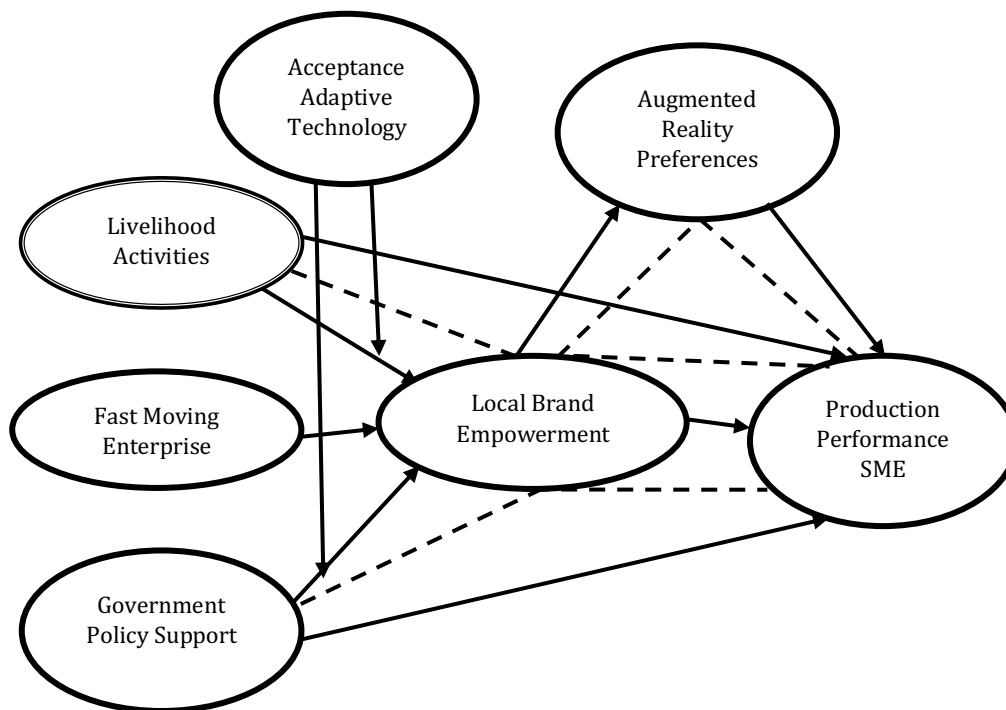 Acceptance
Adaptive
Technology
Augmented
Reality
Preferences
Livelihood
Activities
Fast Moving
Enterprise
Local Brand
Empowerment
Production
Performance
SME
Government
Policy Support